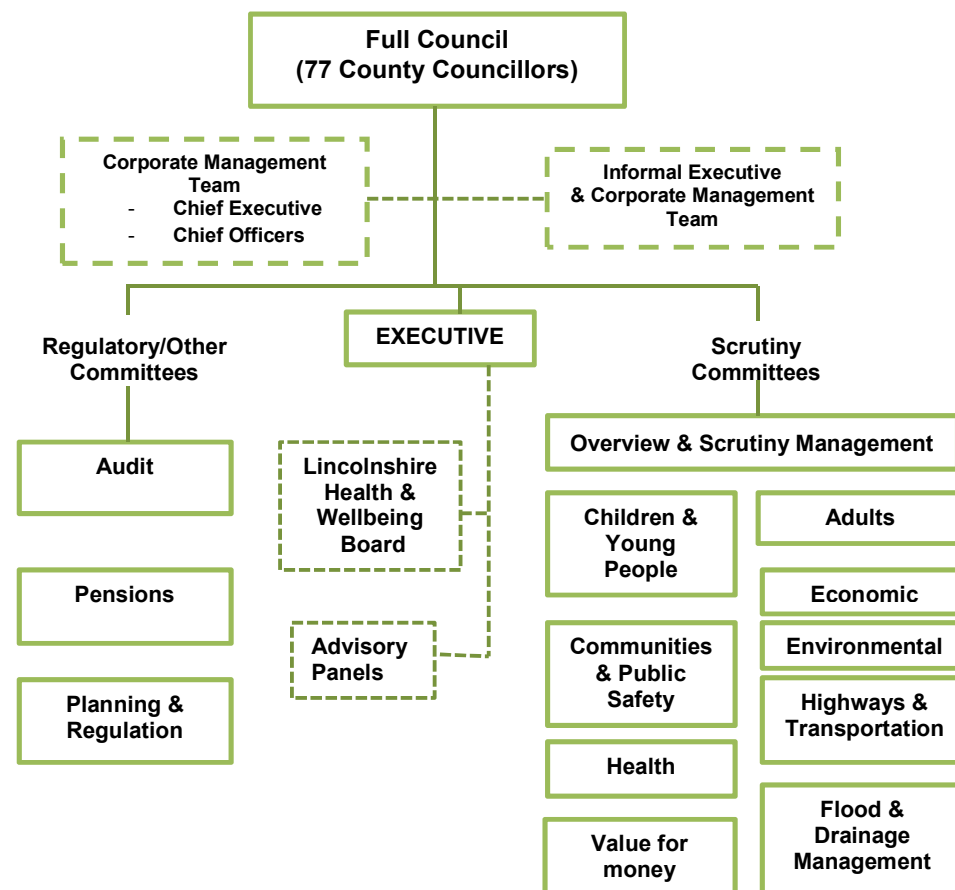 Full Council
(77 County Councillors)
Corporate Management
Team
- Chief Executive
- Chief Officers
Informal Executive
& Corporate Management
Team
Regulatory/Other
Committees
EXECUTIVE
Scrutiny
Committees
Audit
Pensions
Planning &
Regulation
Lincolnshire
Health &
Wellbeing
Board
Advisory
Panels
Overview & Scrutiny Management
Children &
Young
People
Communities
& Public
Safety
Health
Value for
money
Adults
Economic
Environmental
Highways &
Transportation
Flood &
Drainage
Management